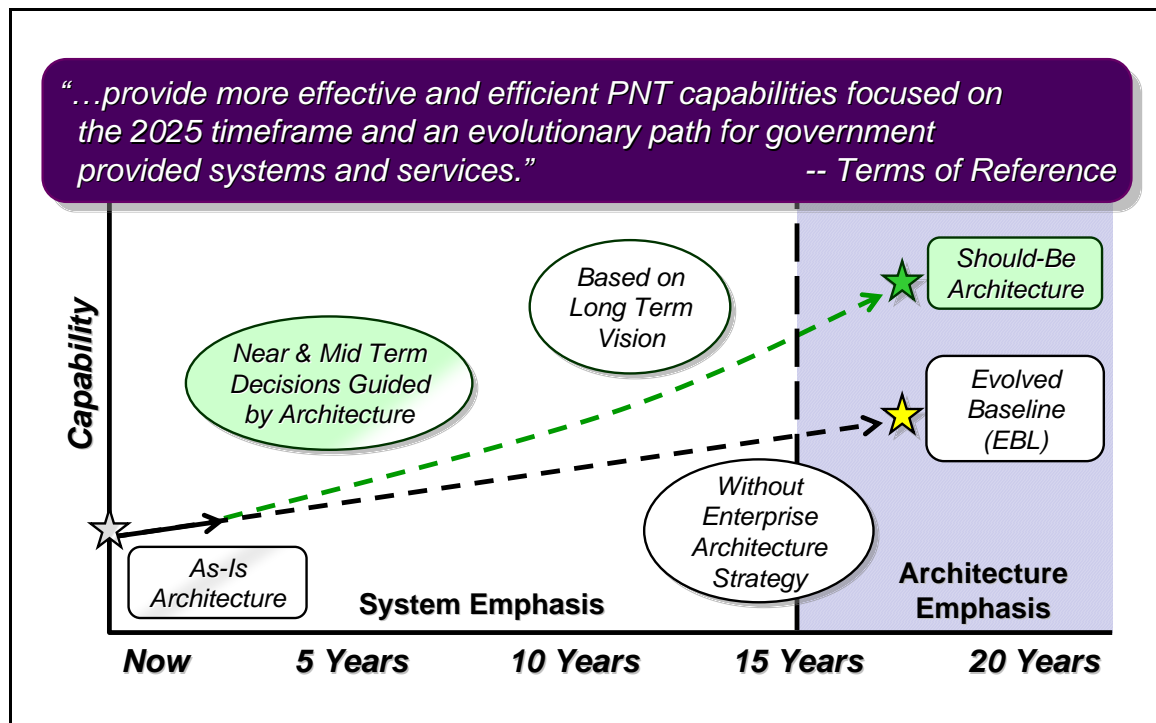 “…provide more effective and efficient PNT capabilities focused on
the 2025 timeframe and an evolutionary path for government
provided systems and services.” -- Terms of Reference
Capability
Near & Mid Term
Decisions Guided
by Architecture
Based on
Long Term
Vision
Should-Be
Architecture
Evolved
Baseline
(EBL)
Without
Enterprise
Architecture
Strategy
As-Is
Architecture
System Emphasis
Architecture
Emphasis
Now 5 Years 10 Years 15 Years 20 Years